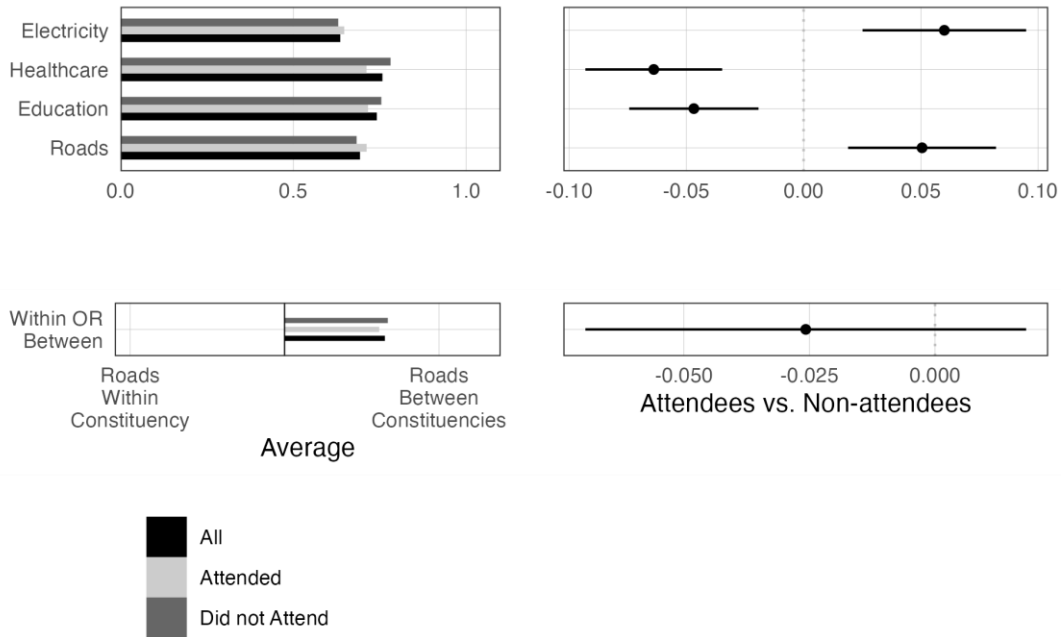 Electricity
Healthcare
Education
Roads
0.0 0.5 1.0
-0.10 -0.05 0.00 0.05 0.10
Within OR
Between
Roads
Within
Constituency
Roads
Between
Constituencies
Average
-0.050 -0.025 0.000
Attendees vs. Non-attendees
All
Attended
Did not Attend